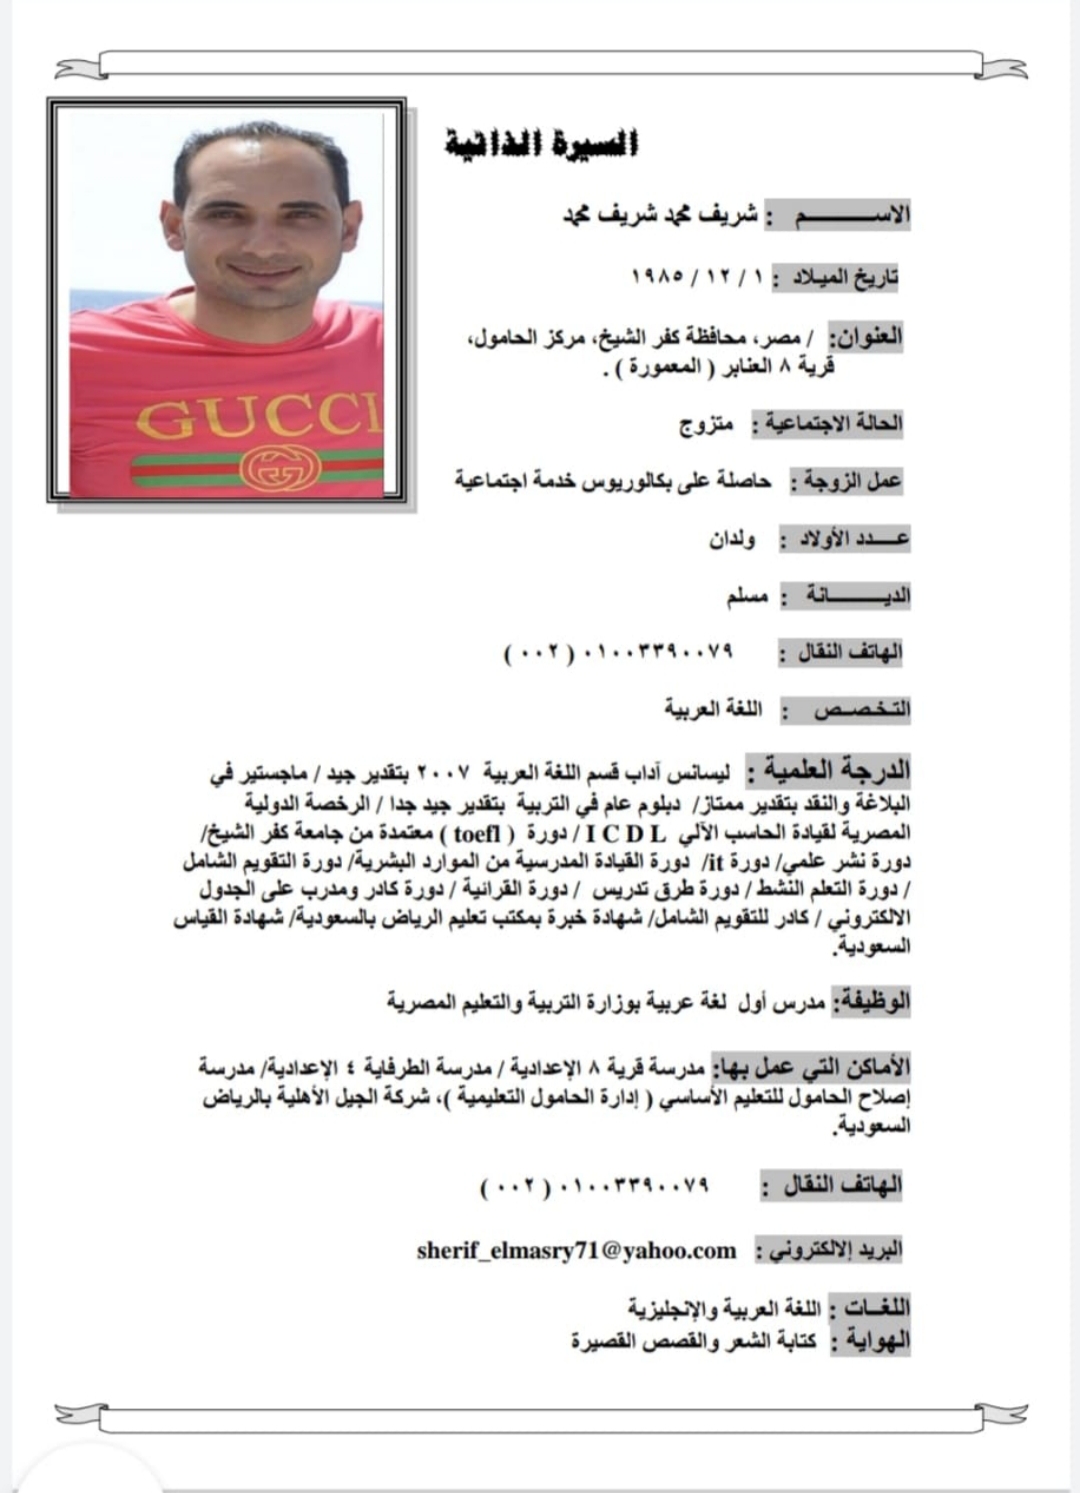 السيرة الذاتية
الاســـــــم : شريف محمد شريف محمد
تاريخ الميلاد : ١ / ١٢ / ١٩٨٥
العنوان: / مصر، محافظة كفر الشيخ، مركز الحامول،
قرية ٨ العنابر ( المعمورة ) .
الحالة الاجتماعية : متزوج
عمل الزوجة : حاصلة على بكالوريوس خدمة اجتماعية
عـــدد الأولاد : ولدان
الديـــــــانة : مسلم
الهاتف النقال : ٠١٠٠٣٣٩٠٠٧٩ ( ٠٠٢ )
التخصص : اللغة العربية
الدرجة العلمية : ليسانس آداب قسم اللغة العربية ٢٠٠٧ بتقدير جيد / ماجستير في
البلاغة والنقد بتقدير ممتاز/ دبلوم عام في التربية بتقدير جيد جدا / الرخصة الدولية
المصرية لقيادة الحاسب الآلي I C D L / دورة ( toefl ) معتمدة من جامعة كفر الشيخ/
دورة نشر علمي/ دورة it/ دورة القيادة المدرسية من الموارد البشرية/ دورة التقويم الشامل
/ دورة التعلم النشط / دورة طرق تدريس / دورة القرائية / دورة كادر ومدرب على الجدول
الالكتروني / كادر للتقويم الشامل/ شهادة خبرة بمكتب تعليم الرياض بالسعودية/ شهادة القياس
السعودية.
الوظيفة: مدرس أول لغة عربية بوزارة التربية والتعليم المصرية
الأماكن التي عمل بها: مدرسة قرية ٨ الإعدادية / مدرسة الطرفاية ٤ الإعدادية/ مدرسة
إصلاح الحامول للتعليم الأساسي ( إدارة الحامول التعليمية )، شركة الجيل الأهلية بالرياض
السعودية.
الهاتف النقال : ٠١٠٠٣٣٩٠٠٧٩ ( ٠٠٢ )
البريد إلالكتروني : sherif_elmasry71@yahoo.com
اللغـات : اللغة العربية والإنجليزية
الهواية : كتابة الشعر والقصص القصيرة
GUCCI